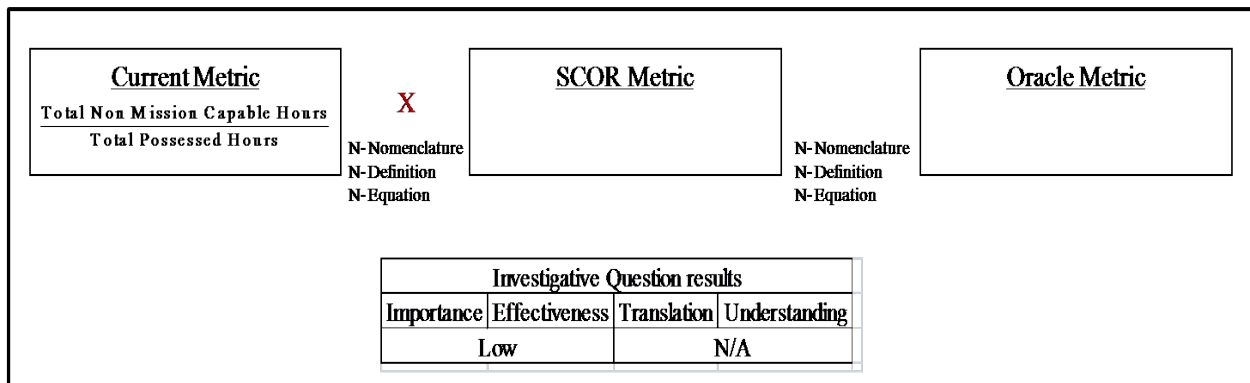 Current Metric
Total Non Mission Capable Hours
Total Possessed Hours
X
N-Nomenclature
N-Definition
N-Equation
SCOR Metric
N-Nomenclature
N-Definition
N-Equation
Oracle Metric
Investigative Question results
Importance Effectiveness Translation Understanding
Low N/A